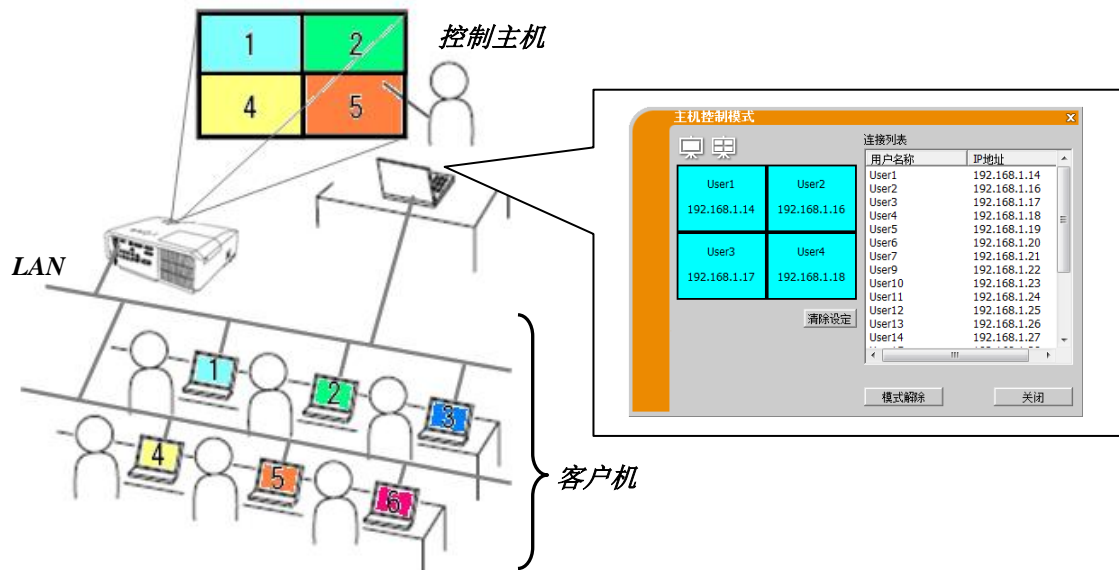 控制主机
1
2
4
5
主机控制模式
x
连接列表
用户名称 IP地址
User1 192.168.1.14
User2 192.168.1.16
User3 192.168.1.17
User4 192.168.1.18
User5 192.168.1.19
User6 192.168.1.20
User7 192.168.1.21
User9 192.168.1.22
User10 192.168.1.23
User11 192.168.1.24
User12 192.168.1.25
User13 192.168.1.26
User14 192.168.1.27
User1
192.168.1.14
User2
192.168.1.16
User3
192.168.1.17
User4
192.168.1.18
清除设定
模式解除
关闭
LAN
1
2
3
4
5
6
客户机